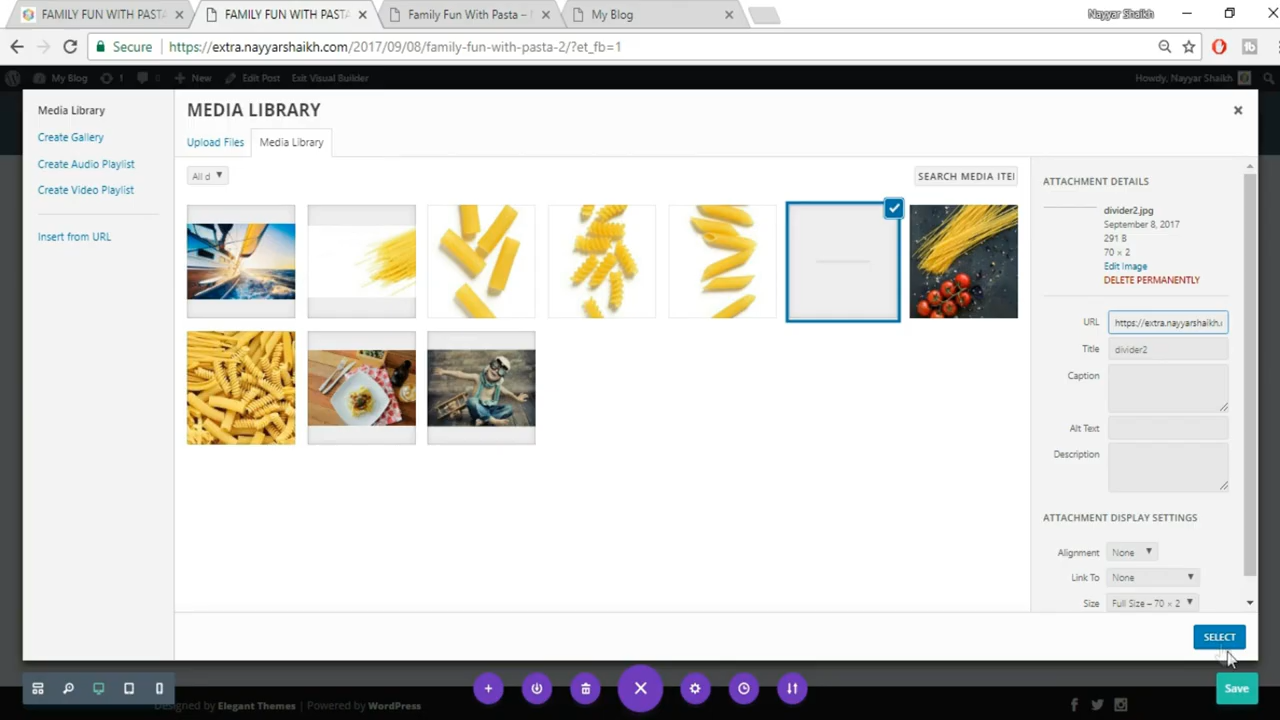 FAMILY FUN WITH PASTA
FAMILY FUN WITH PASTA
Family Fun With Pasta –
My Blog
Nayyar Shaikh
Secure
https://extra.nayyarshaikh.com/2017/09/08/family-fun-with-pasta-2/?et_fb=1
My Blog
1
New
Edit Post
Exit Visual Builder
Howdy, Nayyar Shaikh
Media Library
Create Gallery
Create Audio Playlist
Create Video Playlist
Insert from URL
MEDIA LIBRARY
Upload Files
Media Library
All d
SEARCH MEDIA ITEI
ATTACHMENT DETAILS
divider2.jpg
September 8, 2017
291 B
70 × 2
Edit Image
DELETE PERMANENTLY
URL
https://extra.nayyarshaikh.
Title
divider2
Caption
Alt Text
Description
ATTACHMENT DISPLAY SETTINGS
Alignment
None
Link To
None
Size
Full Size – 70 × 2
SELECT
Save
Designed by Elegant Themes | Powered by WordPress